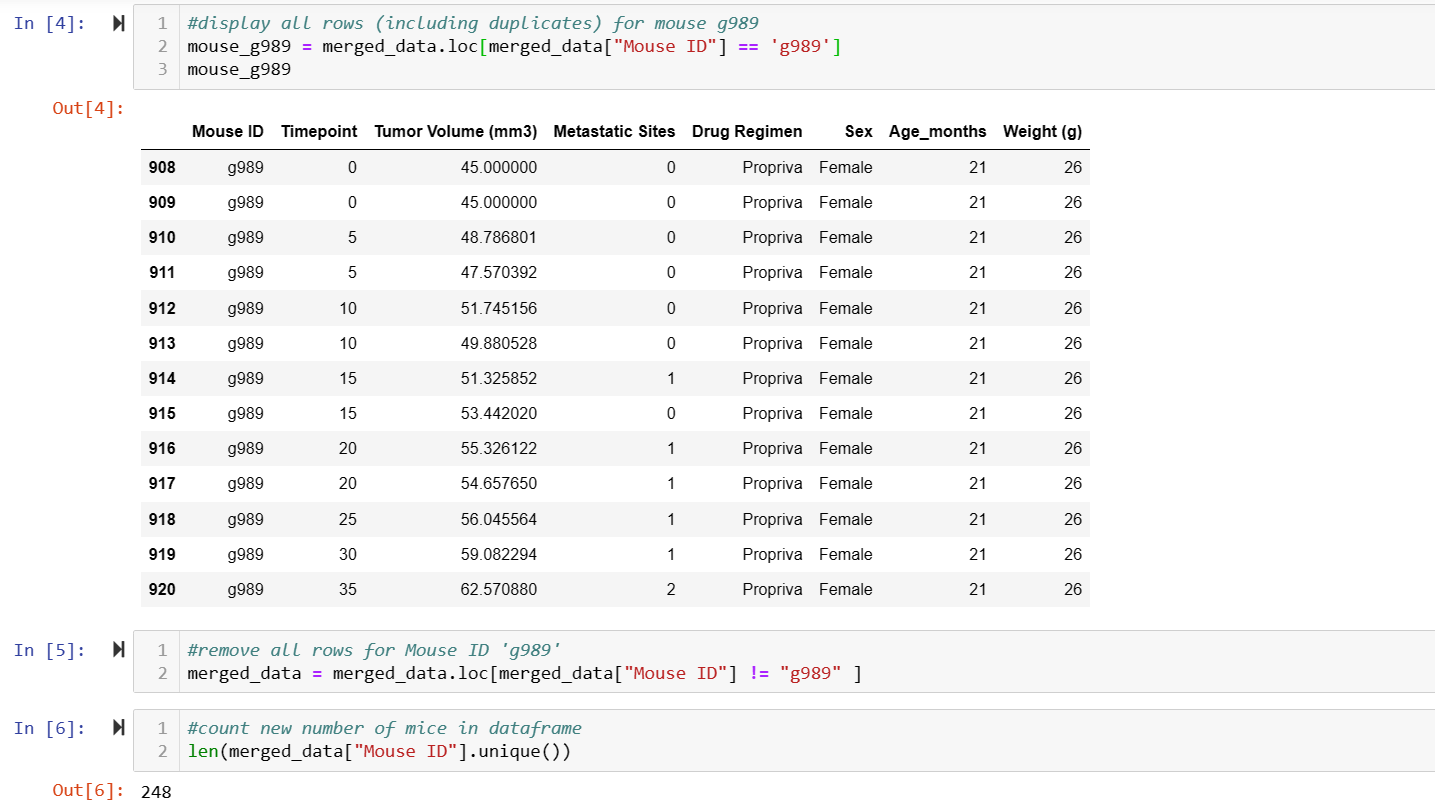 In [4]:
1 #display all rows (including duplicates) for mouse g989
2 mouse_g989 = merged_data.loc[merged_data["Mouse ID"] == 'g989']
3 mouse_g989
Out[4]:
Mouse ID Timepoint Tumor Volume (mm3) Metastatic Sites Drug Regimen Sex Age_months Weight (g)
908 g989 0 45.000000 0 Propriva Female 21 26
909 g989 0 45.000000 0 Propriva Female 21 26
910 g989 5 48.786801 0 Propriva Female 21 26
911 g989 5 47.570392 0 Propriva Female 21 26
912 g989 10 51.745156 0 Propriva Female 21 26
913 g989 10 49.880528 0 Propriva Female 21 26
914 g989 15 51.325852 1 Propriva Female 21 26
915 g989 15 53.442020 0 Propriva Female 21 26
916 g989 20 55.326122 1 Propriva Female 21 26
917 g989 20 54.657650 1 Propriva Female 21 26
918 g989 25 56.045564 1 Propriva Female 21 26
919 g989 30 59.082294 1 Propriva Female 21 26
920 g989 35 62.570880 2 Propriva Female 21 26
In [5]:
1 #remove all rows for Mouse ID 'g989'
2 merged_data = merged_data.loc[merged_data["Mouse ID"] != "g989" ]
In [6]:
1 #count new number of mice in dataframe
2 len(merged_data["Mouse ID"].unique())
Out[6]: 248